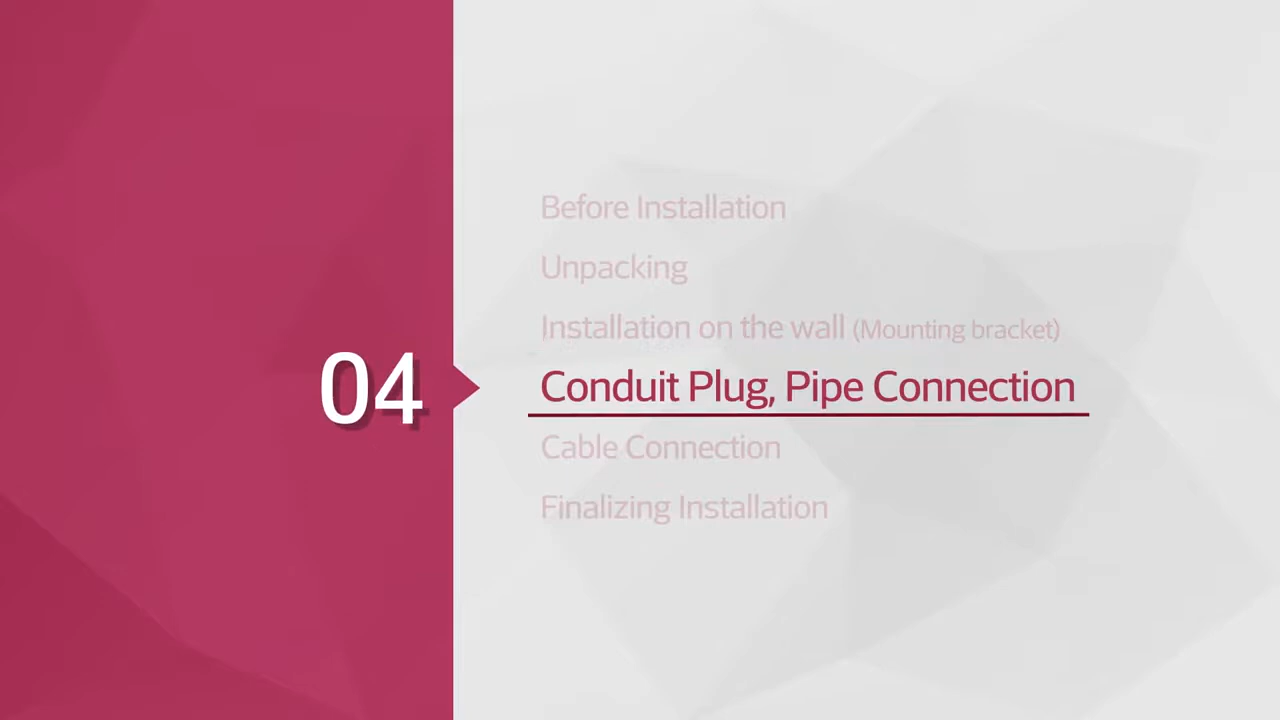 Before Installation
Unpacking
Installation on the wall (Mounting bracket)
04
Conduit Plug, Pipe Connection
Cable Connection
Finalizing Installation